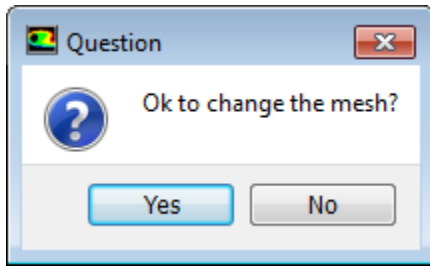 Question
Ok to change the mesh?
Yes
No